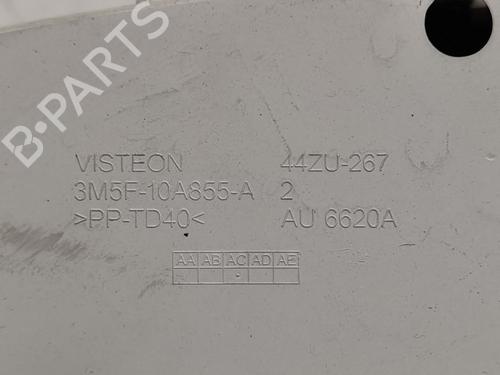 B-PARTS
VISTEON 44ZU-267
3M5F-10A855-A 2
>PP-TD40< AU 6620A
AA AB AC AD AE